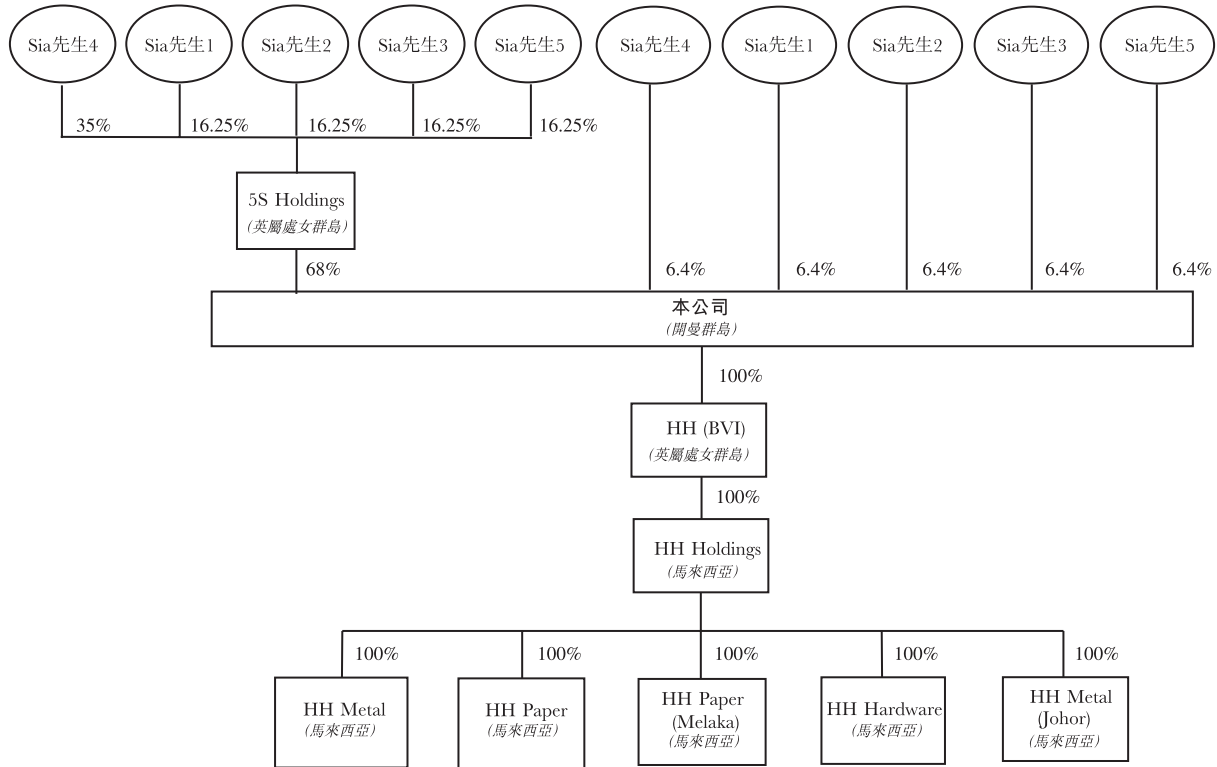 Sia先生4
Sia先生1
Sia先生2
Sia先生3
Sia先生5
Sia先生4
Sia先生1
Sia先生2
Sia先生3
Sia先生5
35%
16.25%
16.25%
16.25%
16.25%
5S Holdings
(英屬處女群島)
68%
6.4%
6.4%
6.4%
6.4%
6.4%
本公司
(開曼群島)
100%
HH (BVI)
(英屬處女群島)
100%
HH Holdings
(馬來西亞)
100%
100%
100%
100%
100%
HH Metal
(馬來西亞)
HH Paper
(馬來西亞)
HH Paper
(Melaka)
(馬來西亞)
HH Hardware
(馬來西亞)
HH Metal
(Johor)
(馬來西亞)